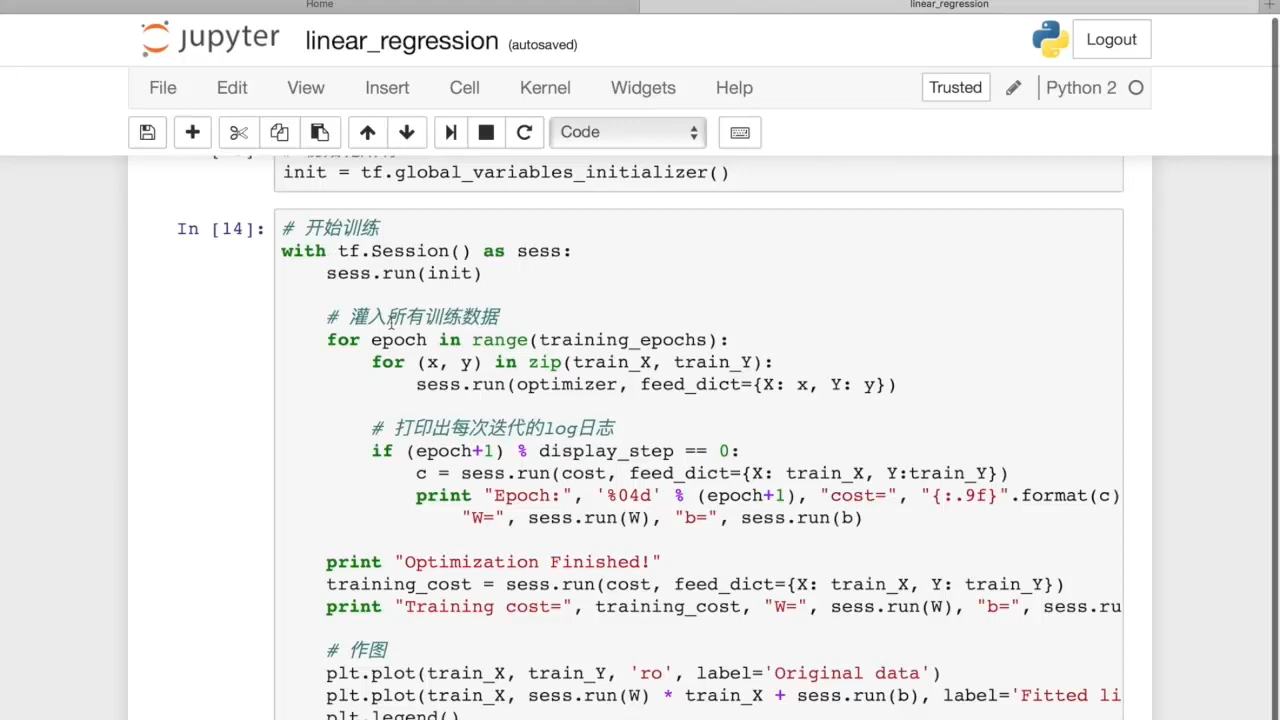 Home
linear_regression
jupyter linear_regression (autosaved)
Logout
File Edit View Insert Cell Kernel Widgets Help Trusted Python 2
Code
init = tf.global_variables_initializer()
In [14]:
# 开始训练
with tf.Session() as sess:
sess.run(init)
# 灌入所有训练数据
for epoch in range(training_epochs):
for (x, y) in zip(train_X, train_Y):
sess.run(optimizer, feed_dict={X: x, Y: y})
# 打印出每次迭代的log日志
if (epoch+1) % display_step == 0:
c = sess.run(cost, feed_dict={X: train_X, Y:train_Y})
print "Epoch:", '%04d' % (epoch+1), "cost=", "{:.9f}".format(c)
"W=", sess.run(W), "b=", sess.run(b)
print "Optimization Finished!"
training_cost = sess.run(cost, feed_dict={X: train_X, Y: train_Y})
print "Training cost=", training_cost, "W=", sess.run(W), "b=", sess.ru
# 作图
plt.plot(train_X, train_Y, 'ro', label='Original data')
plt.plot(train_X, sess.run(W) * train_X + sess.run(b), label='Fitted li
plt.legend()